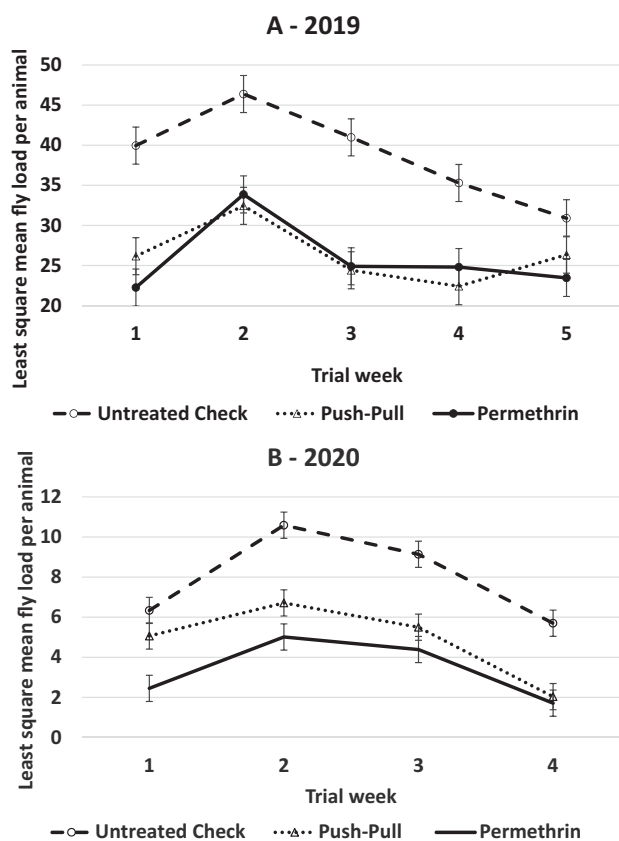 A - 2019
Least square mean fly load per animal
50
45
40
35
30
25
20
1 2 3 4 5
Trial week
Untreated Check Push-Pull Permethrin
B - 2020
Least square mean fly load per animal
12
10
8
6
4
2
0
1 2 3 4
Trial week
Untreated Check Push-Pull Permethrin